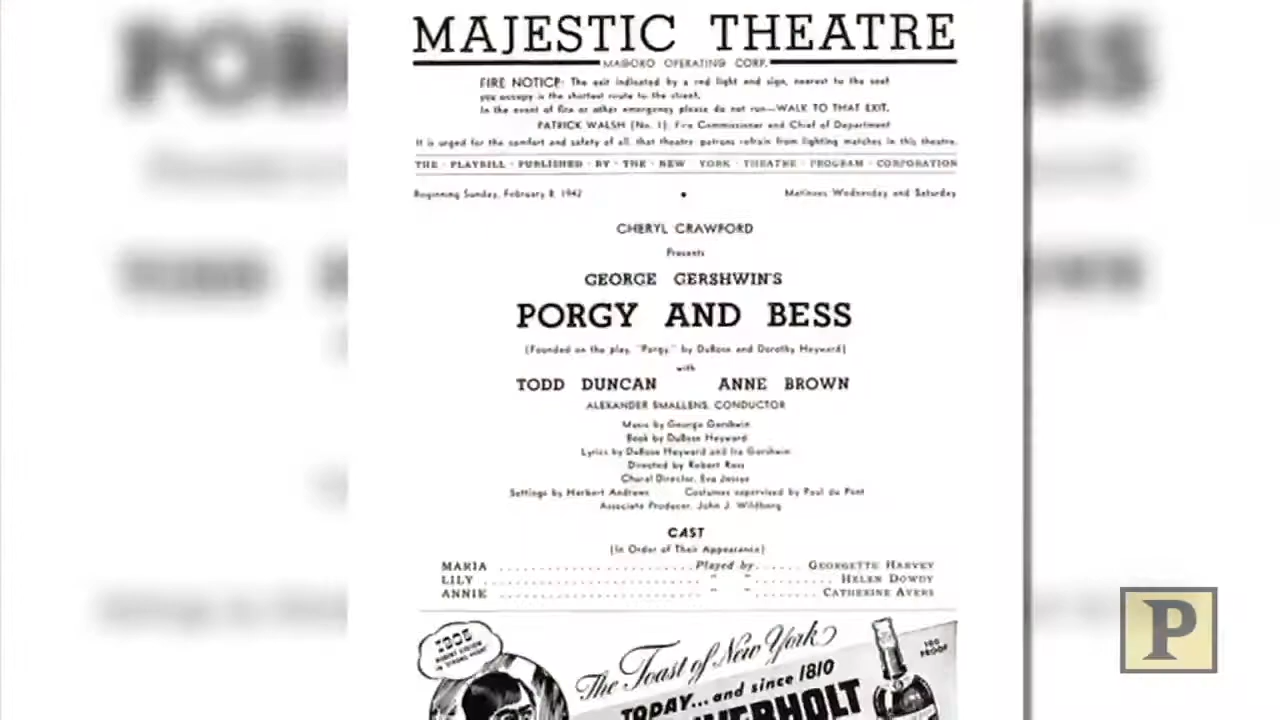 MAJESTIC THEATRE
MAGORO OPERATING CORP.
FIRE NOTICE: The exit indicated by a red light and sign, nearest to the seat
you occupy is the shortest route to the street.
In the event of fire or other emergency please do not run—WALK TO THAT EXIT.
PATRICK WALSH (No. 1), Fire Commissioner and Chief of Department
It is urged for the comfort and safety of all, that theatre patrons refrain from lighting matches in this theatre.
THE · PLAYBILL · PUBLISHED · BY · THE · NEW YORK · THEATRE · PROGRAM · CORPORATION
Beginning Sunday, February 8, 1942 • Matinees Wednesday and Saturday
CHERYL CRAWFORD
Presents
GEORGE GERSHWIN'S
PORGY AND BESS
(Founded on the play, "Porgy," by DuBose and Dorothy Heyward)
with
TODD DUNCAN ANNE BROWN
ALEXANDER SMALLENS, CONDUCTOR
Music by George Gershwin
Book by DuBose Heyward
Lyrics by DuBose Heyward and Ira Gershwin
Directed by Robert Ross
Choral Director, Eva Jessye
Settings by Herbert Andrews Costumes supervised by Paul du Pont
Associate Producer, John J. Wildberg
CAST
(In Order of Their Appearance)
MARIA ........ Played by ...... GEORGETTE HARVEY
LILY ........ " " ........ HELEN DOWDY
ANNIE ........ " " ........ CATHERINE AYERS
The Toast of New York
100 PROOF
TODAY... and since 1810
P